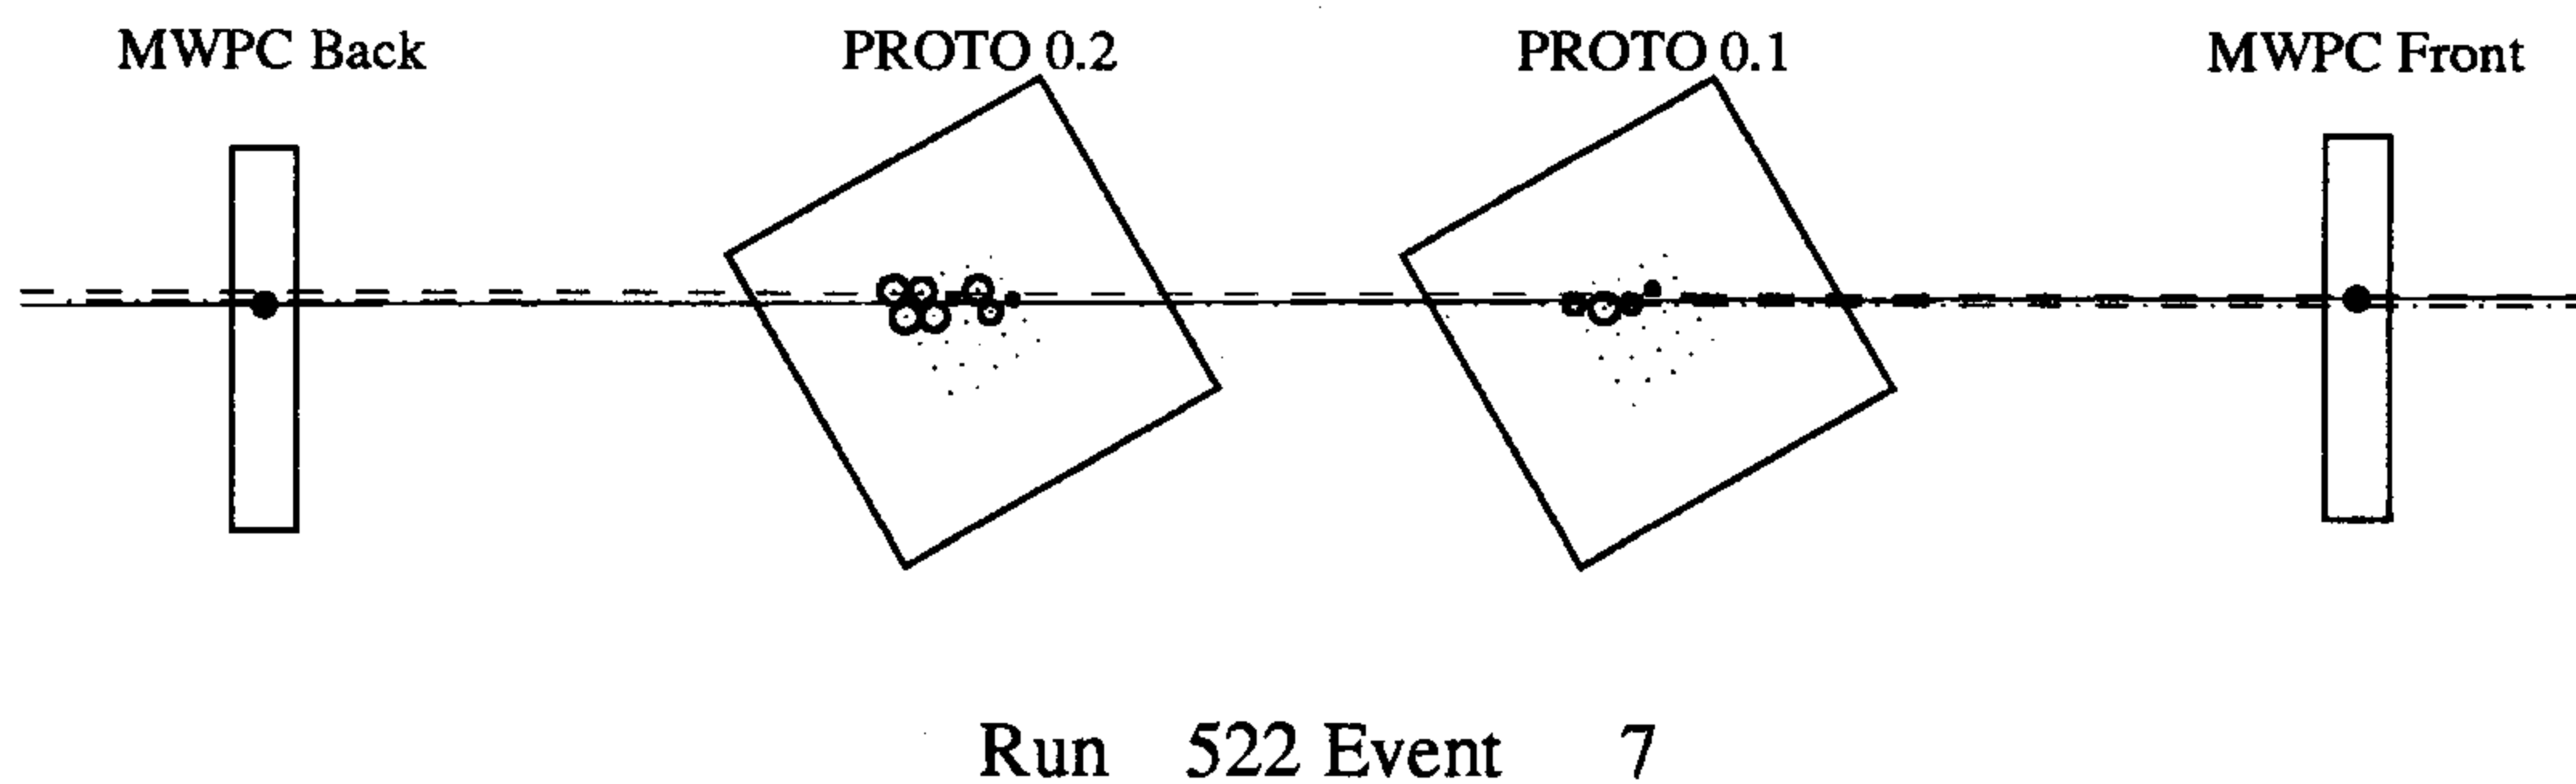 MWPC Back PROTO 0.2 PROTO 0.1 MWPC Front
Run 522 Event 7